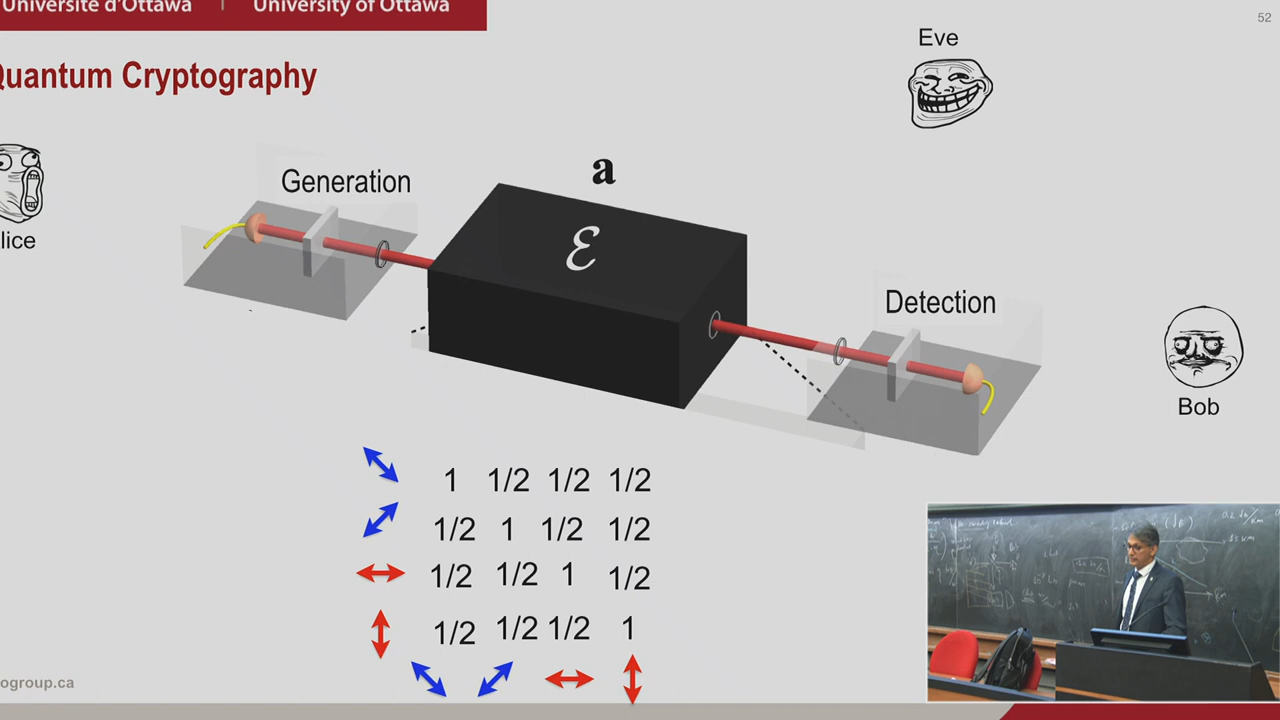 Université d'Ottawa | University of Ottawa
52
Quantum Cryptography
Eve
a
Generation
ℰ
lice
Detection
Bob
1 1/2 1/2 1/2
1/2 1 1/2 1/2
1/2 1/2 1 1/2
1/2 1/2 1/2 1
ogroup.ca